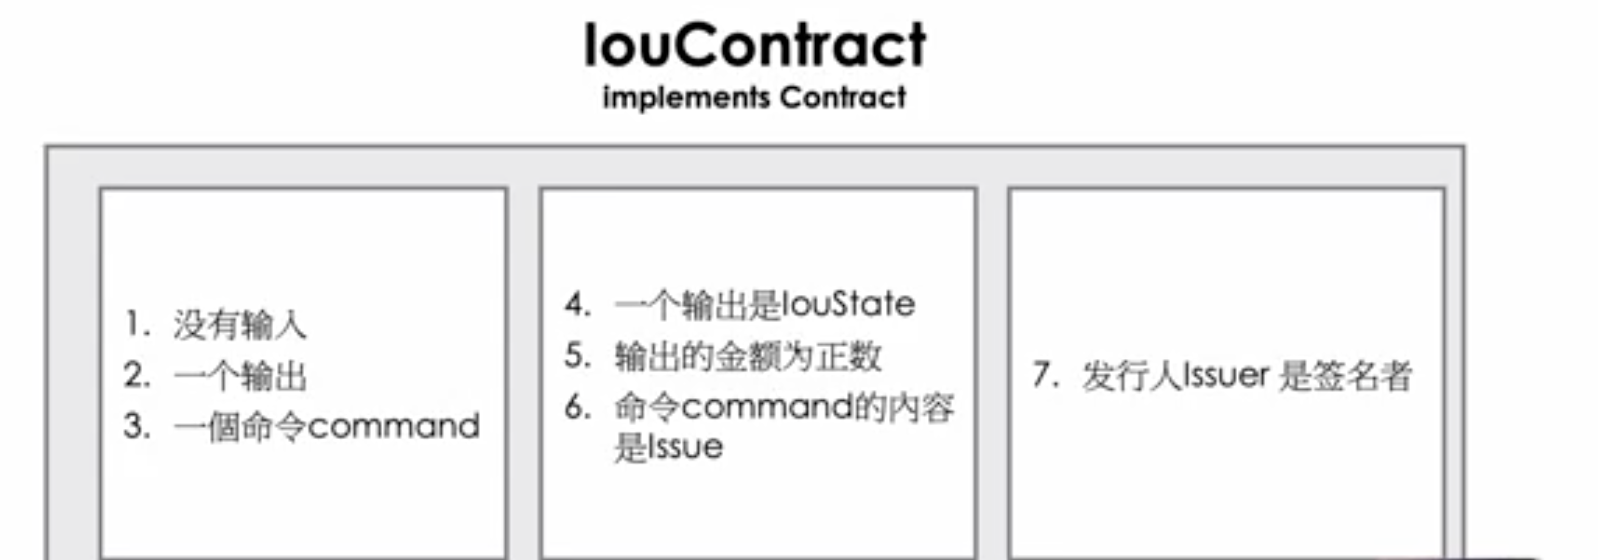 IouContract
implements Contract
1. 没有输入
2. 一个输出
3. 一個命令command
4. 一个输出是IouState
5. 输出的金额为正数
6. 命令command的内容
是Issue
7. 发行人Issuer 是签名者